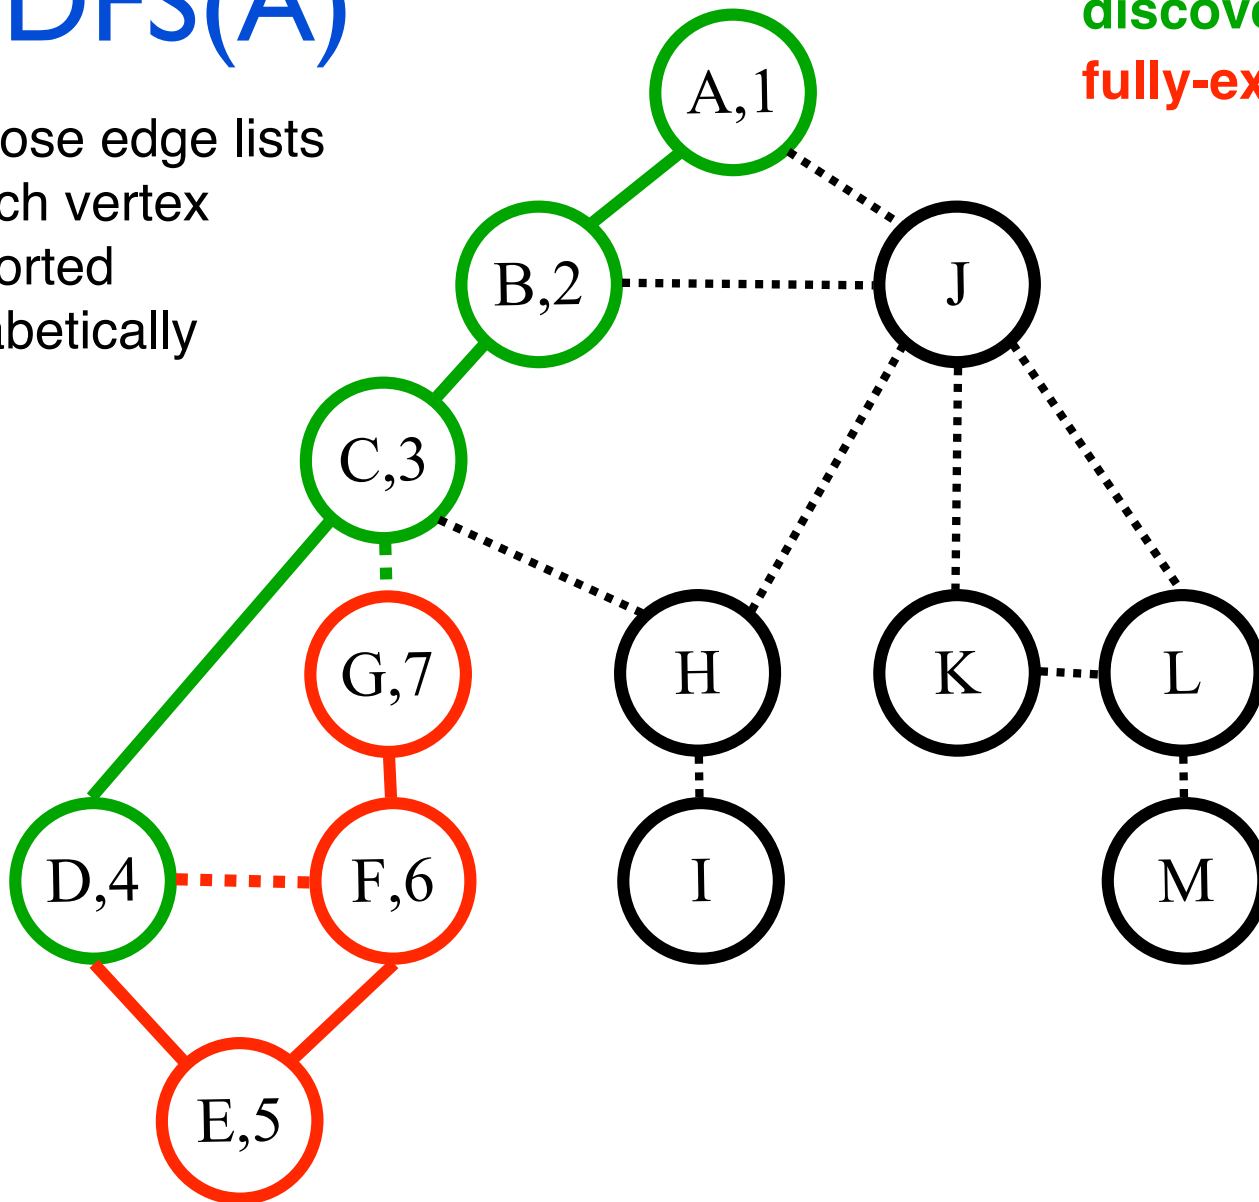 DFS(A)
discove
fully-ex
ose edge lists
ch vertex
orted
abetically
A,1
B,2
J
C,3
G,7
H
K
L
D,4
F,6
I
M
E,5